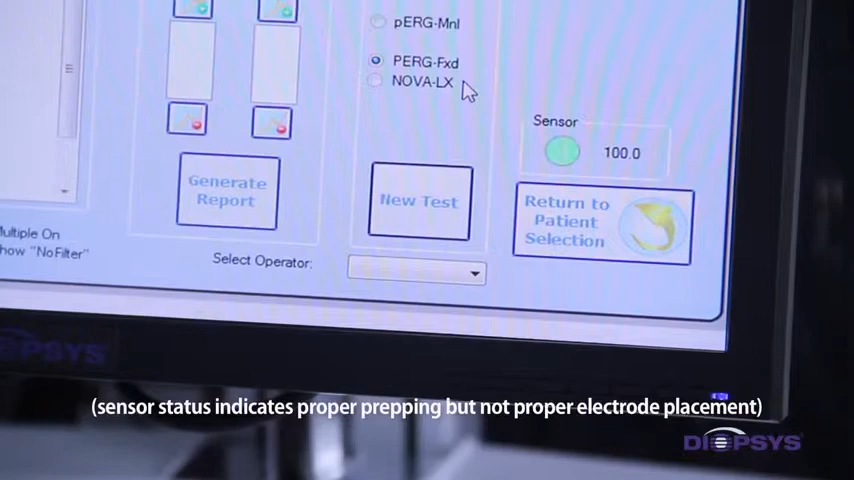 pERG-Mnl
PERG-Fxd
NOVA-LX
Sensor
100.0
Generate
Report
New Test
Return to
Patient
Selection
Multiple On
how "NoFilter"
Select Operator:
OPSYS
(sensor status indicates proper prepping but not proper electrode placement)
DIOPSYS